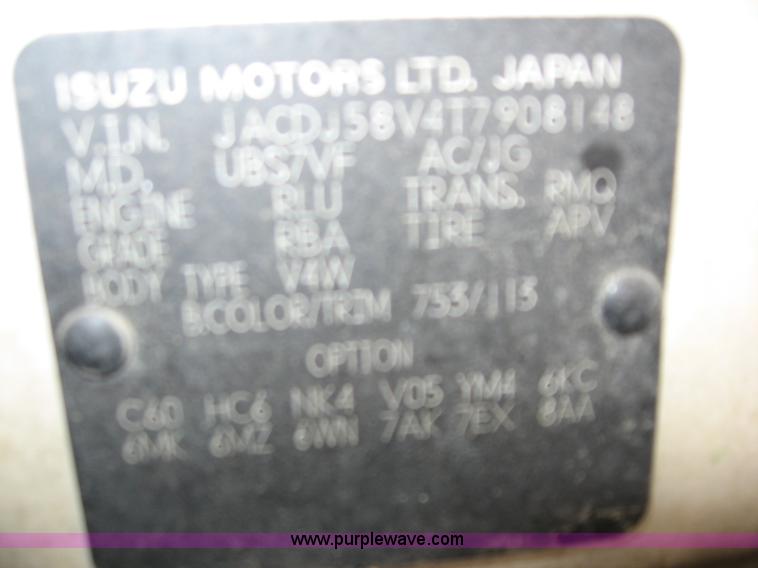 ISUZU MOTORS LTD. JAPAN
V.I.N. JACDJ58V4T7908148
M.D. UBS7VF AC/JG
ENGINE RLU TRANS. RMQ
GRADE RBA TIRE APV
BODY TYPE V4W
B.COLOR/TRIM 753/115
OPTION
C60 HC6 NK4 V05 YM4 6KC
6MK 6MZ 6WN 7AK 7EX 8AA
www.purplewave.com